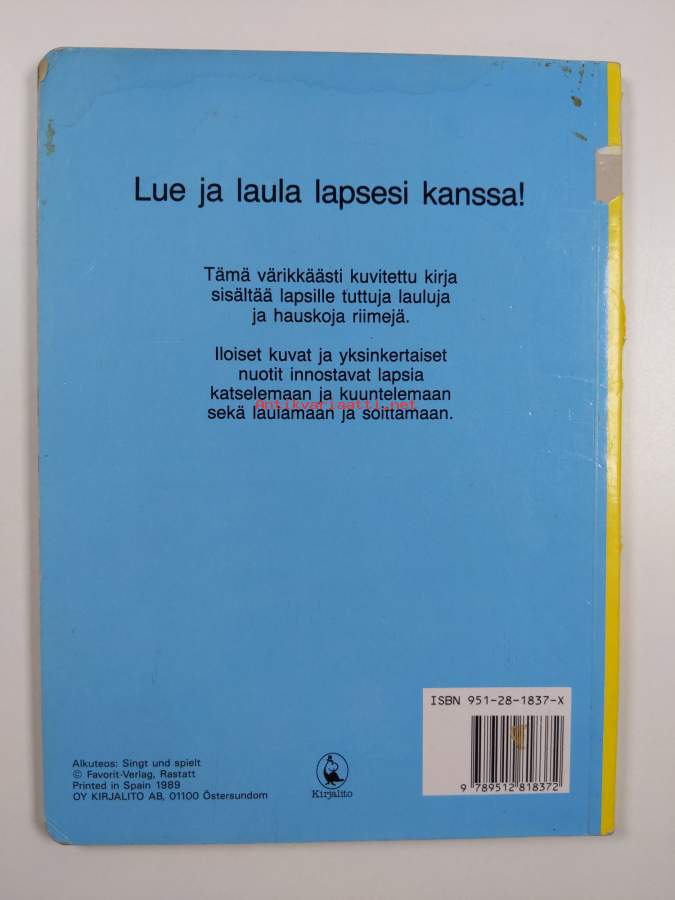 Lue ja laula lapsesi kanssa!
Tämä värikkäästi kuvitettu kirja
sisältää lapsille tuttuja lauluja
ja hauskoja riimejä.
Iloiset kuvat ja yksinkertaiset
nuotit innostavat lapsia
katselemaan ja kuuntelemaan
sekä laulamaan ja soittamaan.
Antikvariaatti.net
ISBN 951-28-1837-X
9 789512 818372
Alkuteos: Singt und spielt
© Favorit-Verlag, Rastatt
Printed in Spain 1989
OY KIRJALITO AB, 01100 Östersundom
Kirjalito